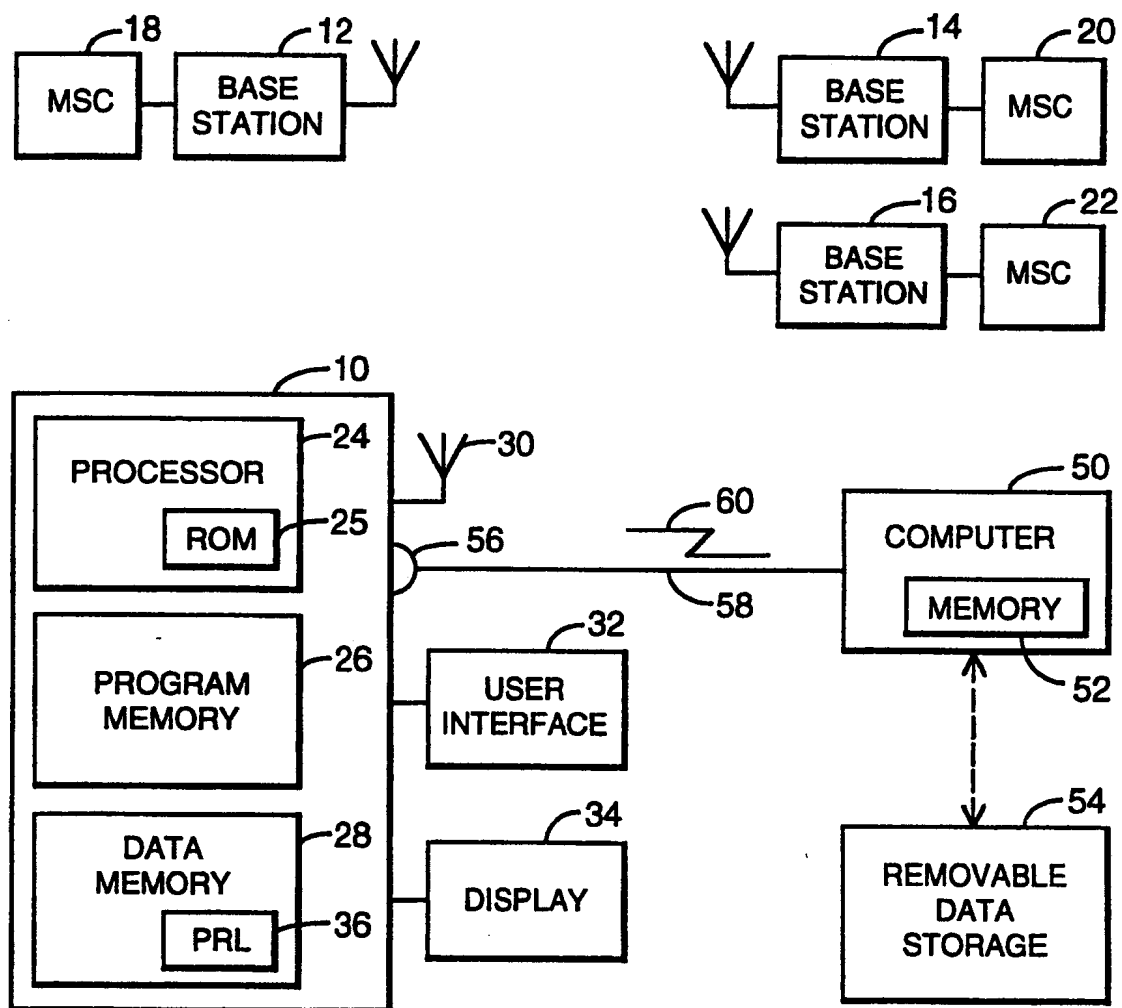 18
12
14
20
MSC
BASE
STATION
BASE
STATION
MSC
16
22
BASE
STATION
MSC
10
24
PROCESSOR
25
ROM
30
56
60
58
50
COMPUTER
MEMORY
52
26
PROGRAM
MEMORY
32
USER
INTERFACE
28
DATA
MEMORY
36
PRL
34
DISPLAY
54
REMOVABLE
DATA
STORAGE